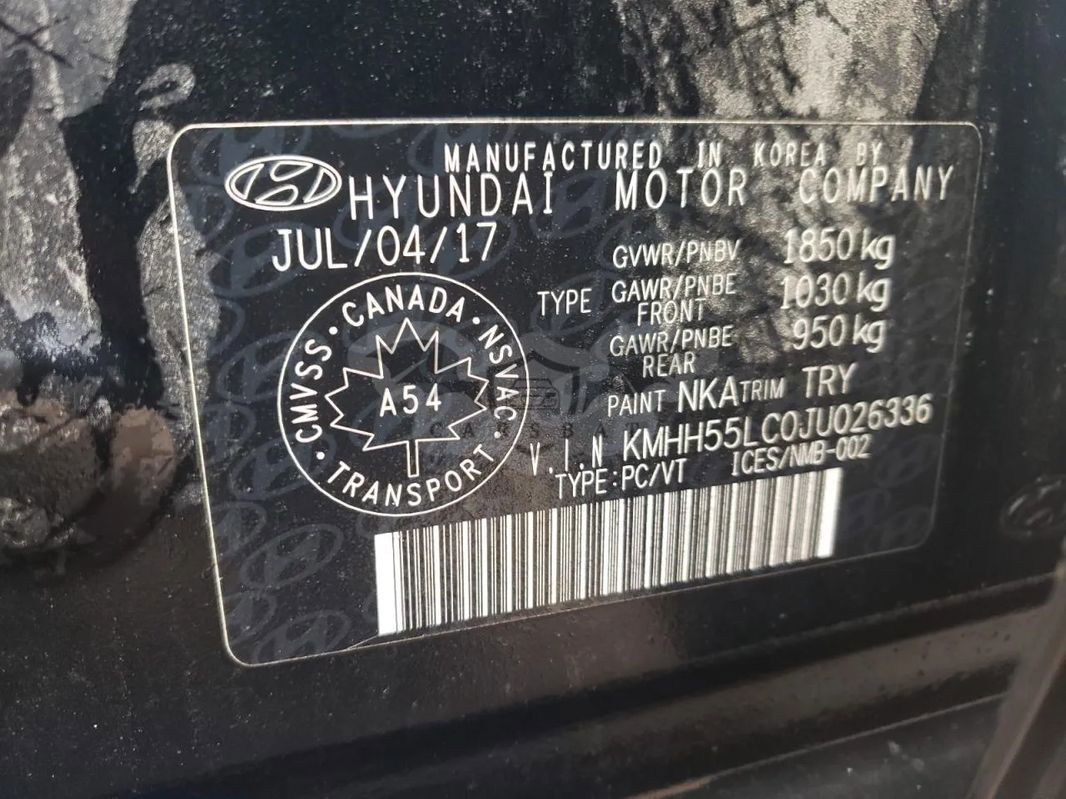 MANUFACTURED IN KOREA BY
HYUNDAI MOTOR COMPANY
JUL/04/17
GVWR/PNBV 1850 kg
TYPE GAWR/PNBE FRONT 1030 kg
GAWR/PNBE REAR 950 kg
PAINT NKA TRIM TRY
V.I.N KMHH55LC0JU026336
TYPE:PC/VT ICES/NMB-002
CANADA · NSVAC · TRANSPORT · CMVSS ·
A54